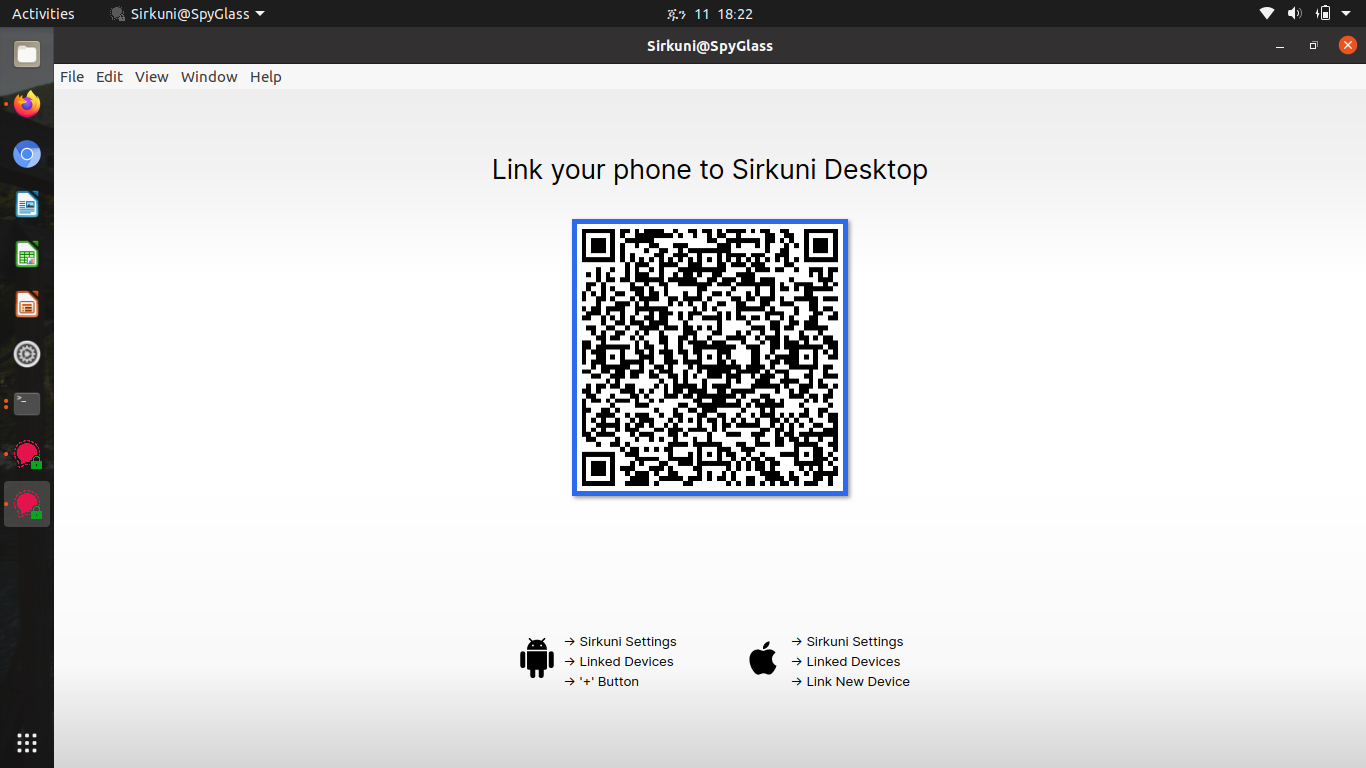 Activities Sirkuni@SpyGlass ጁን 11 18:22
Sirkuni@SpyGlass
File Edit View Window Help
Link your phone to Sirkuni Desktop
→ Sirkuni Settings
→ Linked Devices
→ '+' Button
→ Sirkuni Settings
→ Linked Devices
→ Link New Device